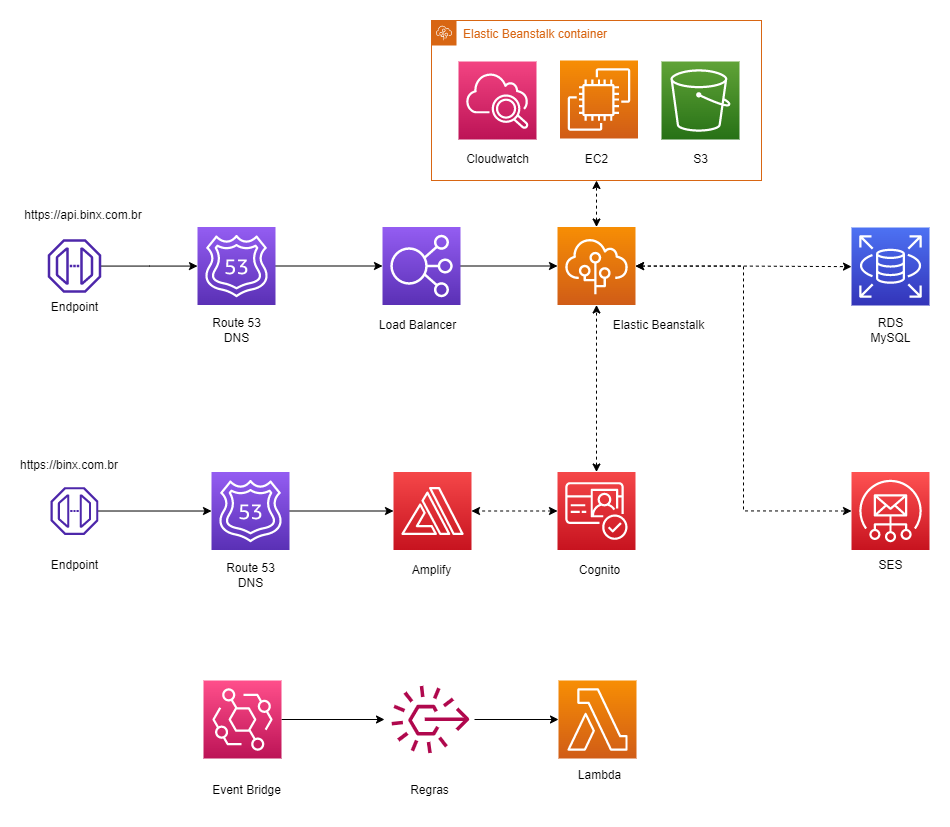 Elastic Beanstalk container
Cloudwatch
EC2
S3
https://api.binx.com.br
53
Endpoint
Route 53
DNS
Load Balancer
Elastic Beanstalk
RDS
MySQL
https://binx.com.br
53
Endpoint
Route 53
DNS
Amplify
Cognito
SES
Event Bridge
Regras
Lambda